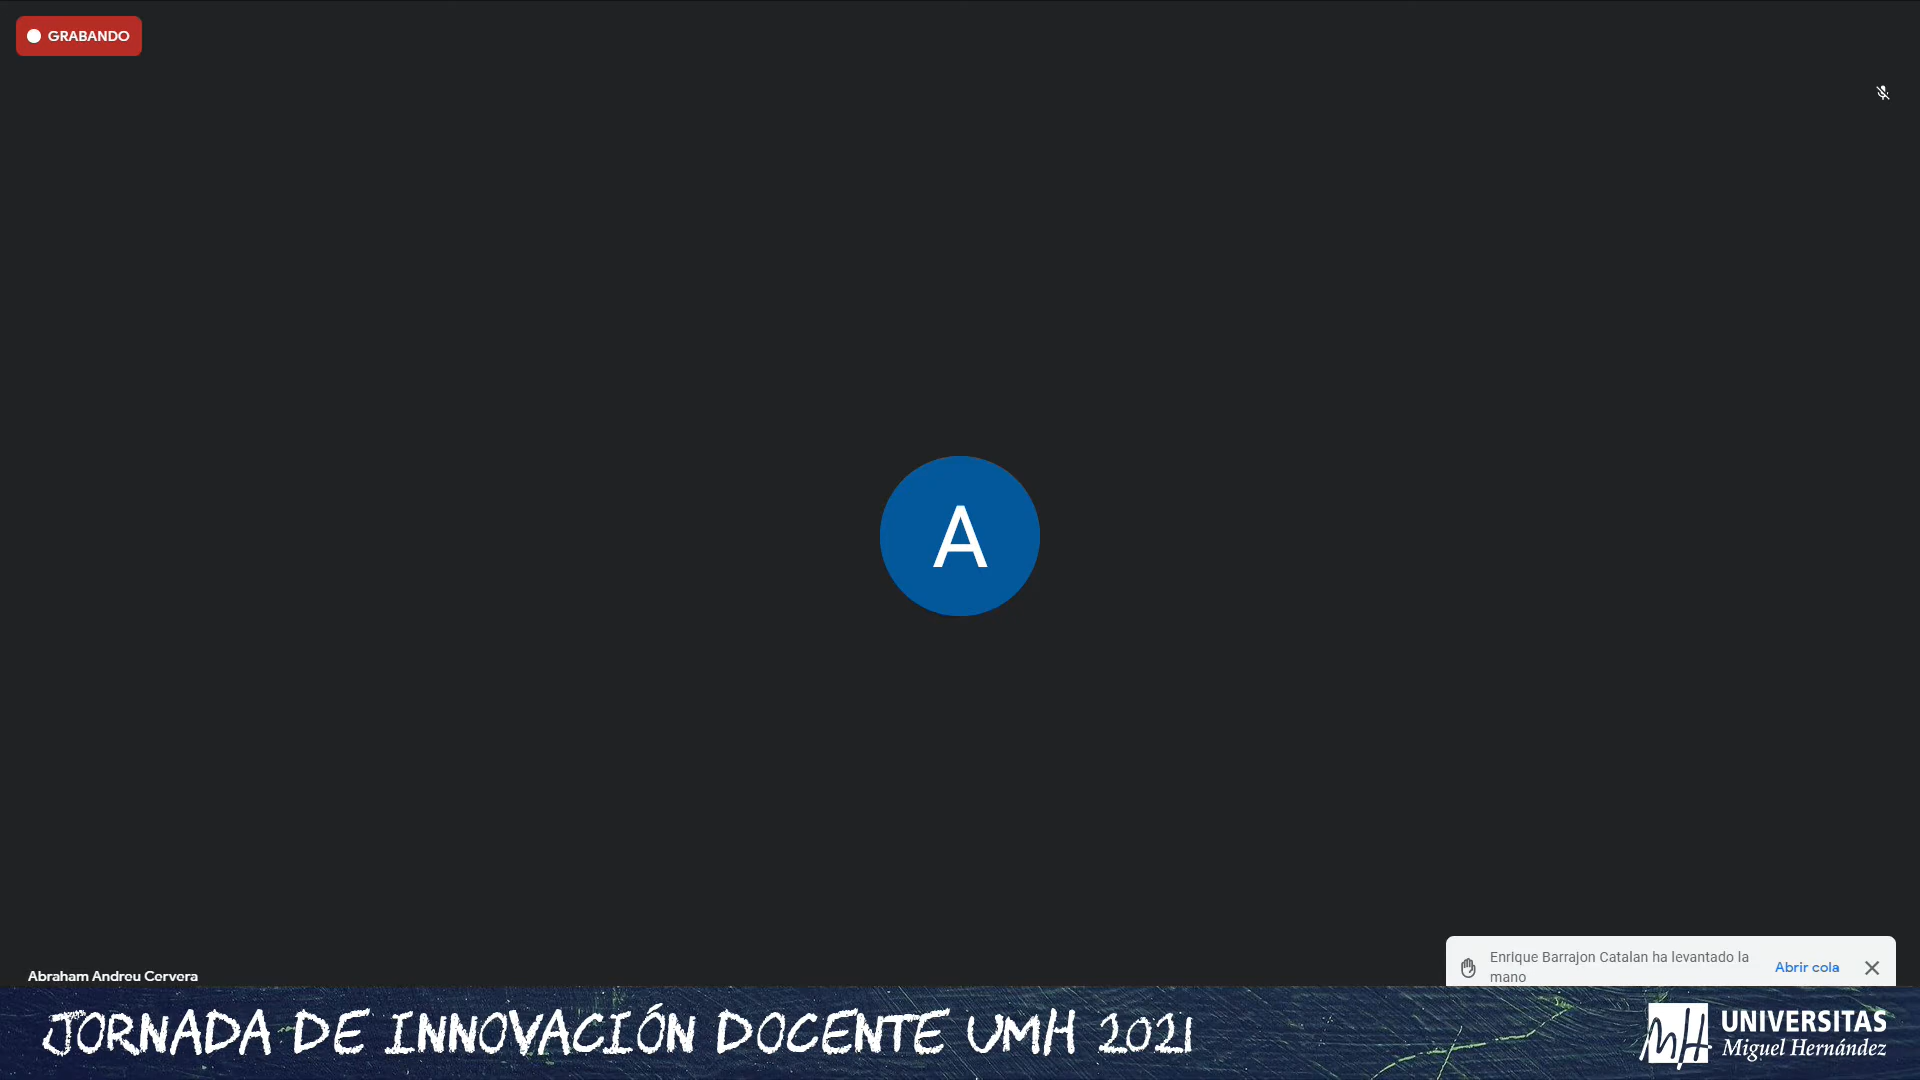 GRABANDO
A
Abraham Andreu Cervera
Enrique Barrajon Catalan ha levantado la
mano
Abrir cola
JORNADA DE INNOVACIÓN DOCENTE UMH 2021
UNIVERSITAS
Miguel Hernández